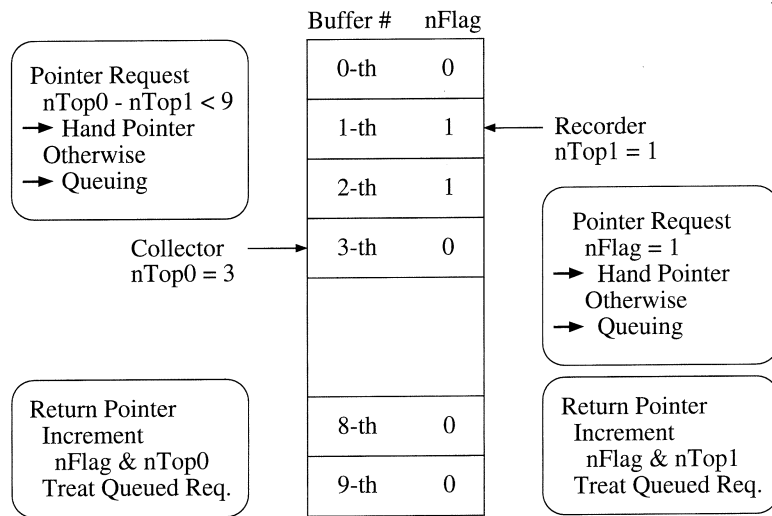 Buffer # nFlag
Pointer Request
nTop0 - nTop1 < 9
→ Hand Pointer
Otherwise
→ Queuing
0-th 0
1-th 1
2-th 1
3-th 0
8-th 0
9-th 0
Recorder
nTop1 = 1
Collector
nTop0 = 3
Pointer Request
nFlag = 1
→ Hand Pointer
Otherwise
→ Queuing
Return Pointer
Increment
nFlag & nTop0
Treat Queued Req.
Return Pointer
Increment
nFlag & nTop1
Treat Queued Req.